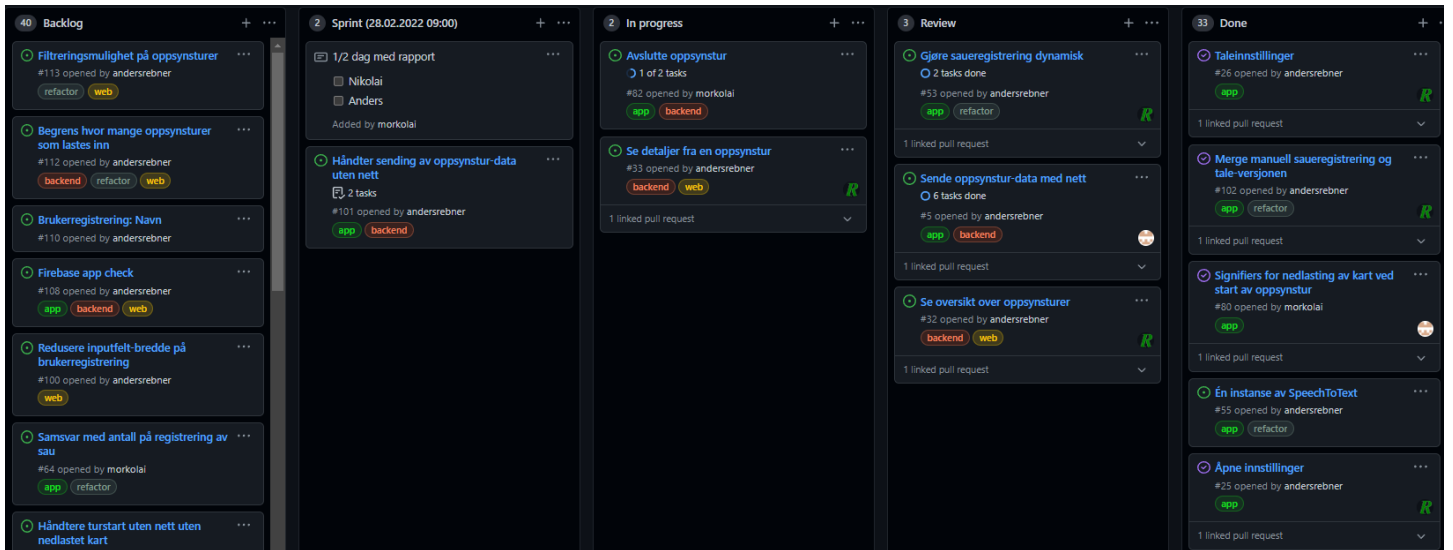 40 Backlog
Filtreringsmulighet på oppsynsturer
#113 opened by andersrebner
refactor web
Begrens hvor mange oppsynsturer
som lastes inn
#112 opened by andersrebner
backend refactor web
Brukerregistrering: Navn
#110 opened by andersrebner
Firebase app check
#108 opened by andersrebner
app backend web
Redusere inputfelt-bredde på
brukerregistrering
#100 opened by andersrebner
web
Samsvar med antall på registrering av
sau
#64 opened by morkolai
app refactor
Håndtere turstart uten nett uten
nedlastet kart
2 Sprint (28.02.2022 09:00)
1/2 dag med rapport
Nikolai
Anders
Added by morkolai
Håndter sending av oppsynstur-data
uten nett
2 tasks
#101 opened by andersrebner
app backend
2 In progress
Avslutte oppsynstur
1 of 2 tasks
#82 opened by morkolai
app backend
Se detaljer fra en oppsynstur
#33 opened by andersrebner
backend web
R
1 linked pull request
3 Review
Gjøre saueregistrering dynamisk
2 tasks done
#53 opened by andersrebner
app refactor
R
1 linked pull request
Sende oppsynstur-data med nett
6 tasks done
#5 opened by andersrebner
app backend
1 linked pull request
Se oversikt over oppsynsturer
#32 opened by andersrebner
backend web
R
1 linked pull request
33 Done
Taleinnstillinger
#26 opened by andersrebner
app
R
1 linked pull request
Merge manuell saueregistrering og
tale-versjonen
#102 opened by andersrebner
app refactor
R
1 linked pull request
Signifiers for nedlasting av kart ved
start av oppsynstur
#80 opened by morkolai
app
1 linked pull request
Én instanse av SpeechToText
#55 opened by andersrebner
app refactor
Åpne innstillinger
#25 opened by andersrebner
app
R
1 linked pull request